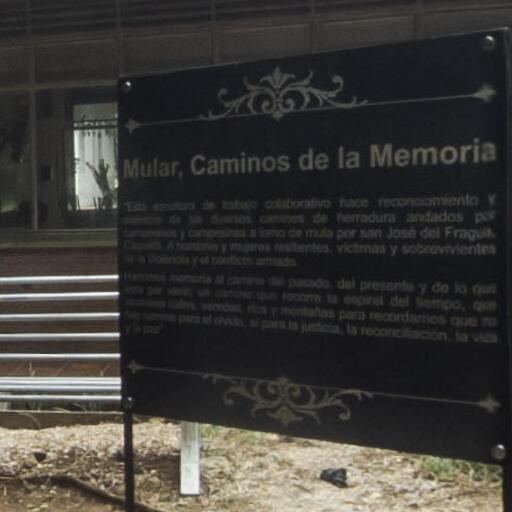 Mular, Caminos de la Memoria
"Esta escultura de trabajo colaborativo hace reconocimiento y
de los diversos caminos de herradura andados por
campesinos y campesinas a lomo de mula por san José del Fragua,
Caquetá. A hombres y mujeres resilientes, víctimas y sobrevivientes
de la violencia y el conflicto armado.
Hacemos memoria al camino del pasado, del presente y de lo que
está por venir; un camino que recorre la espiral del tiempo, que
atraviesa calles, veredas, ríos y montañas para recordarnos que no
hay camino para el olvido, si para la justicia, la reconciliación, la vida
y la paz"